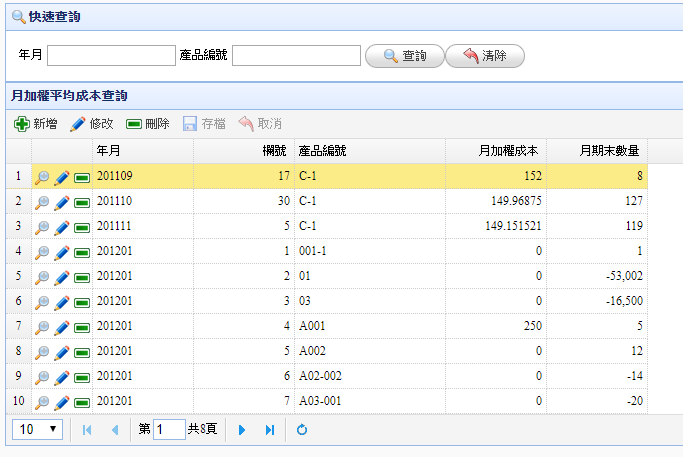 快速查詢
年月 產品編號 查詢 清除
月加權平均成本查詢
新增 修改 刪除 存檔 取消
年月 欄號 產品編號 月加權成本 月期末數量
1 201109 17 C-1 152 8
2 201110 30 C-1 149.96875 127
3 201111 5 C-1 149.151521 119
4 201201 1 001-1 0 1
5 201201 2 01 0 -53,002
6 201201 3 03 0 -16,500
7 201201 4 A001 250 5
8 201201 5 A002 0 12
9 201201 6 A02-002 0 -14
10 201201 7 A03-001 0 -20
10 第 1 共8頁